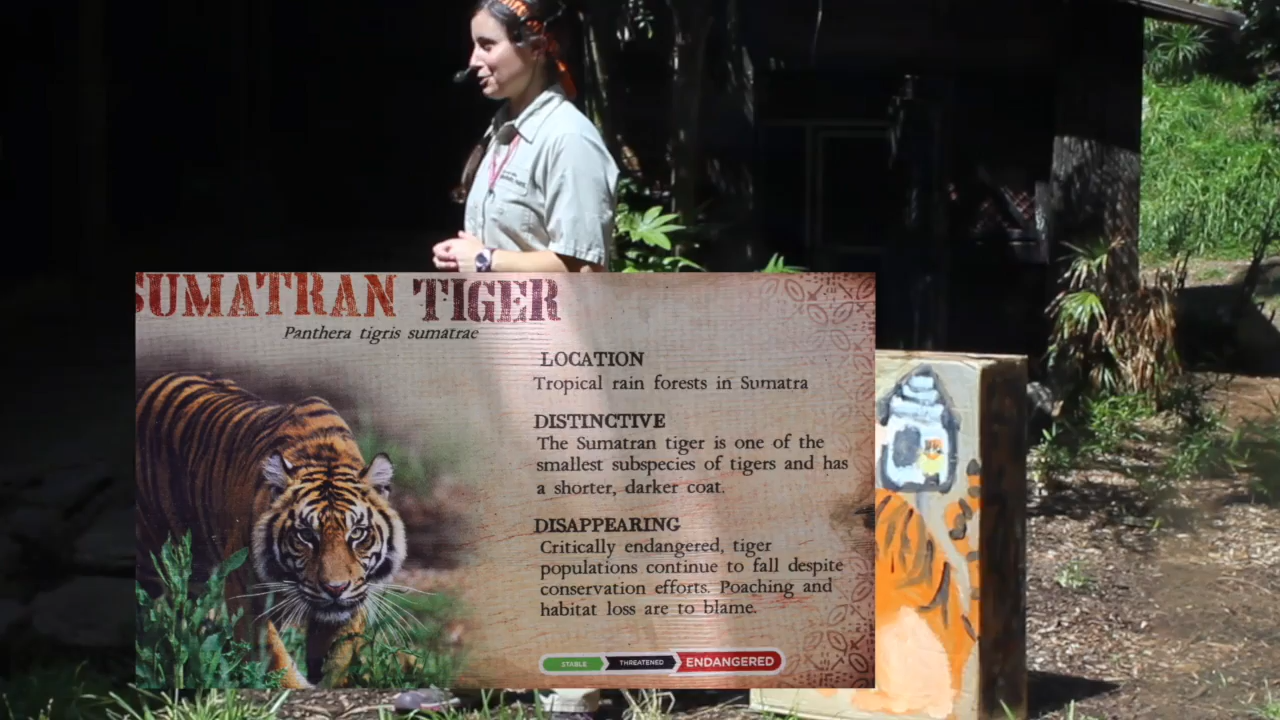 SUMATRAN TIGER
Panthera tigris sumatrae
LOCATION
Tropical rain forests in Sumatra
DISTINCTIVE
The Sumatran tiger is one of the
smallest subspecies of tigers and has
a shorter, darker coat.
DISAPPEARING
Critically endangered, tiger
populations continue to fall despite
conservation efforts. Poaching and
habitat loss are to blame.
STABLE THREATENED ENDANGERED